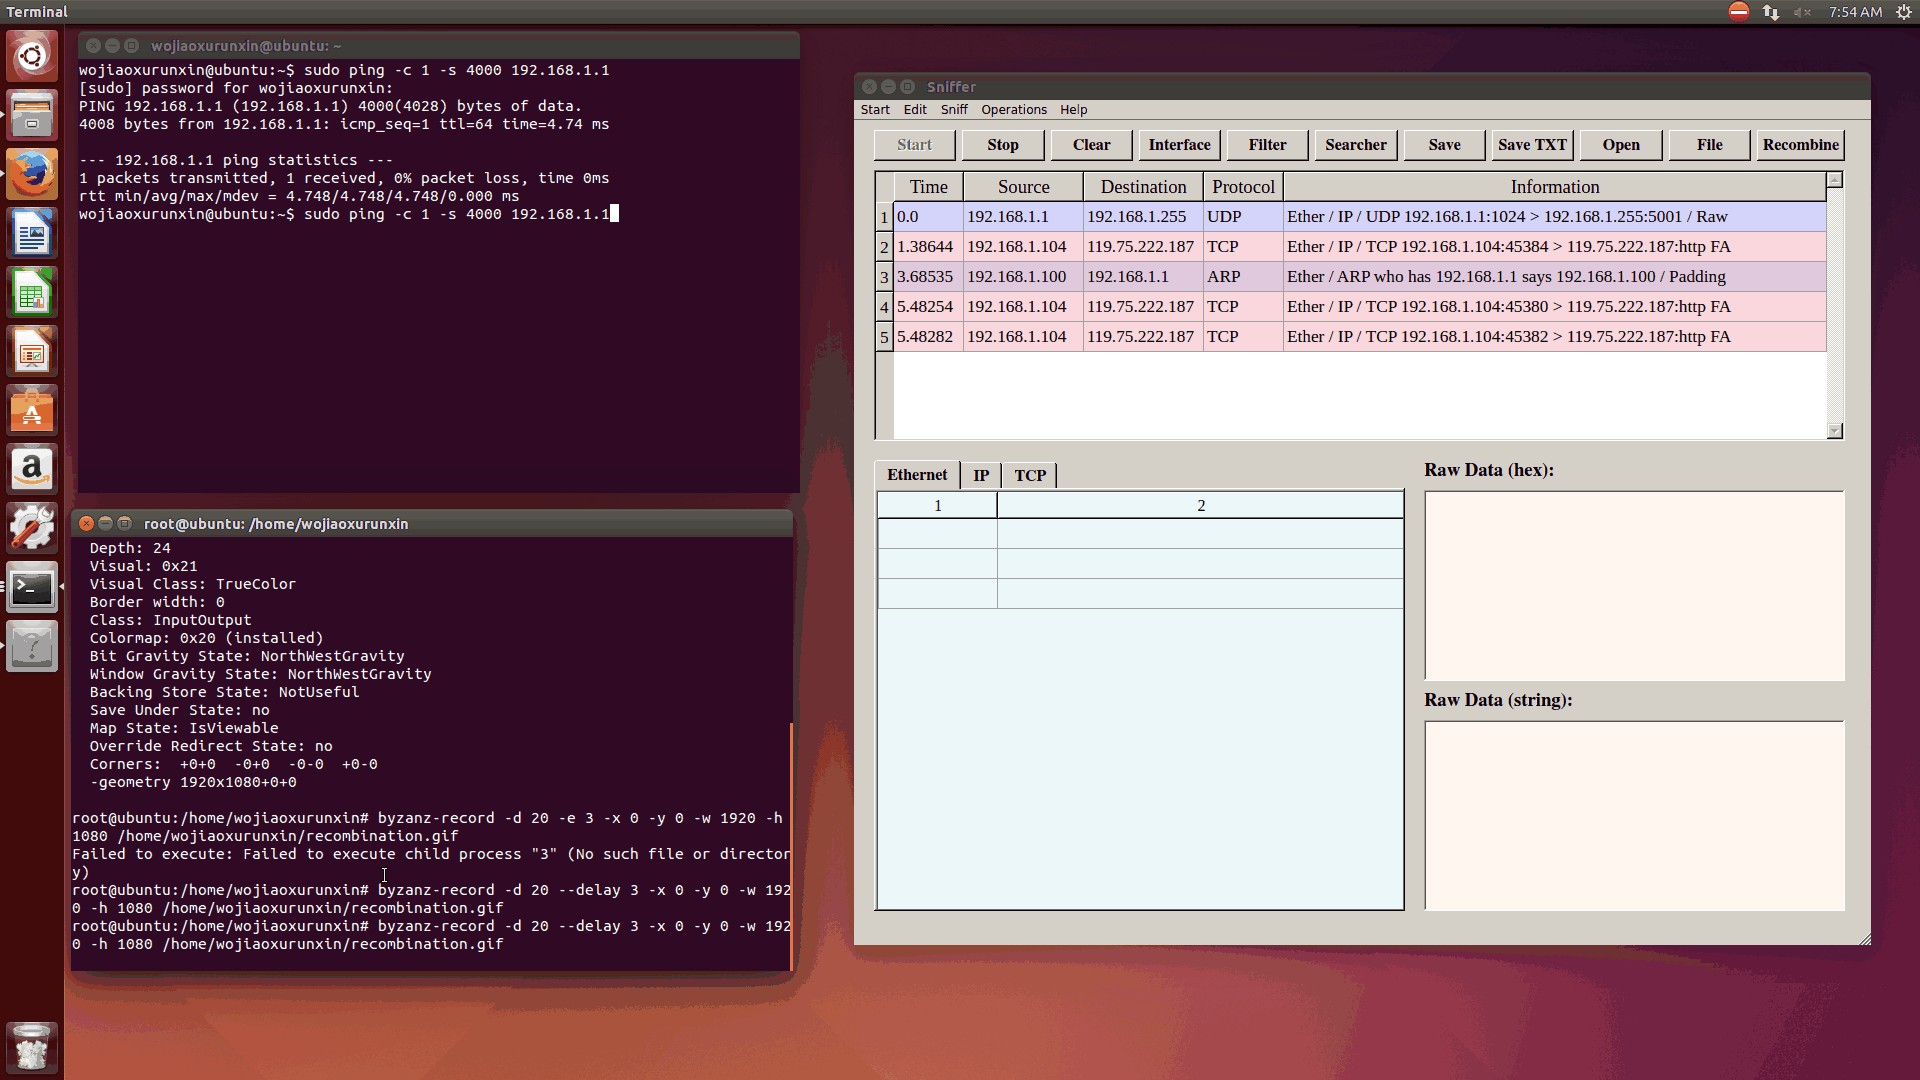 Terminal
7:54 AM
wojiaoxurunxin@ubuntu: ~
wojiaoxurunxin@ubuntu:~$ sudo ping -c 1 -s 4000 192.168.1.1
[sudo] password for wojiaoxurunxin:
PING 192.168.1.1 (192.168.1.1) 4000(4028) bytes of data.
4008 bytes from 192.168.1.1: icmp_seq=1 ttl=64 time=4.74 ms
--- 192.168.1.1 ping statistics ---
1 packets transmitted, 1 received, 0% packet loss, time 0ms
rtt min/avg/max/mdev = 4.748/4.748/4.748/0.000 ms
wojiaoxurunxin@ubuntu:~$ sudo ping -c 1 -s 4000 192.168.1.1
root@ubuntu: /home/wojiaoxurunxin
Depth: 24
Visual: 0x21
Visual Class: TrueColor
Border width: 0
Class: InputOutput
Colormap: 0x20 (installed)
Bit Gravity State: NorthWestGravity
Window Gravity State: NorthWestGravity
Backing Store State: NotUseful
Save Under State: no
Map State: IsViewable
Override Redirect State: no
Corners:  +0+0  -0+0  -0-0  +0-0
-geometry 1920x1080+0+0
root@ubuntu:/home/wojiaoxurunxin# byzanz-record -d 20 -e 3 -x 0 -y 0 -w 1920 -h
1080 /home/wojiaoxurunxin/recombination.gif
Failed to execute: Failed to execute child process "3" (No such file or director
y)
root@ubuntu:/home/wojiaoxurunxin# byzanz-record -d 20 --delay 3 -x 0 -y 0 -w 192
0 -h 1080 /home/wojiaoxurunxin/recombination.gif
root@ubuntu:/home/wojiaoxurunxin# byzanz-record -d 20 --delay 3 -x 0 -y 0 -w 192
0 -h 1080 /home/wojiaoxurunxin/recombination.gif
Sniffer
Start Edit Sniff Operations Help
Start Stop Clear Interface Filter Searcher Save Save TXT Open File Recombine
Time Source Destination Protocol Information
1 0.0 192.168.1.1 192.168.1.255 UDP Ether / IP / UDP 192.168.1.1:1024 > 192.168.1.255:5001 / Raw
2 1.38644 192.168.1.104 119.75.222.187 TCP Ether / IP / TCP 192.168.1.104:45384 > 119.75.222.187:http FA
3 3.68535 192.168.1.100 192.168.1.1 ARP Ether / ARP who has 192.168.1.1 says 192.168.1.100 / Padding
4 5.48254 192.168.1.104 119.75.222.187 TCP Ether / IP / TCP 192.168.1.104:45380 > 119.75.222.187:http FA
5 5.48282 192.168.1.104 119.75.222.187 TCP Ether / IP / TCP 192.168.1.104:45382 > 119.75.222.187:http FA
Ethernet IP TCP
1 2
Raw Data (hex):
Raw Data (string):